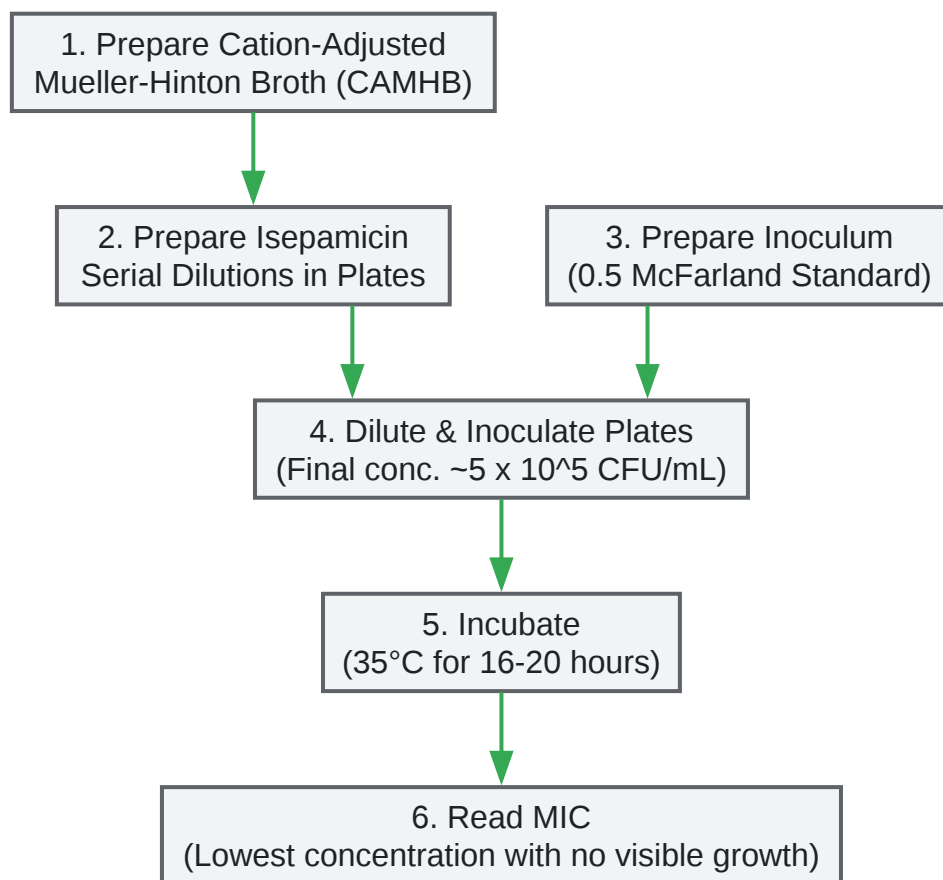 1. Prepare Cation-Adjusted
Mueller-Hinton Broth (CAMHB)
2. Prepare Isepamicin
Serial Dilutions in Plates
3. Prepare Inoculum
(0.5 McFarland Standard)
4. Dilute & Inoculate Plates
(Final conc. ~5 x 10^5 CFU/mL)
5. Incubate
(35°C for 16-20 hours)
6. Read MIC
(Lowest concentration with no visible growth)